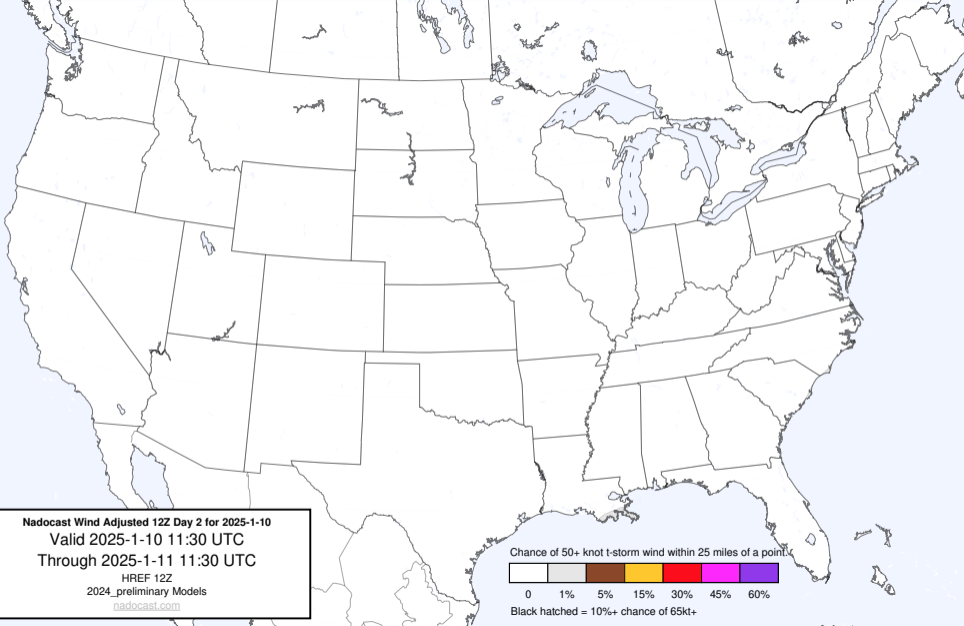 Nadocast Wind Adjusted 12Z Day 2 for 2025-1-10
Valid 2025-1-10 11:30 UTC
Through 2025-1-11 11:30 UTC
HREF 12Z
2024_preliminary Models
nadocast.com
Chance of 50+ knot t-storm wind within 25 miles of a point.
0 1% 5% 15% 30% 45% 60%
Black hatched = 10%+ chance of 65kt+